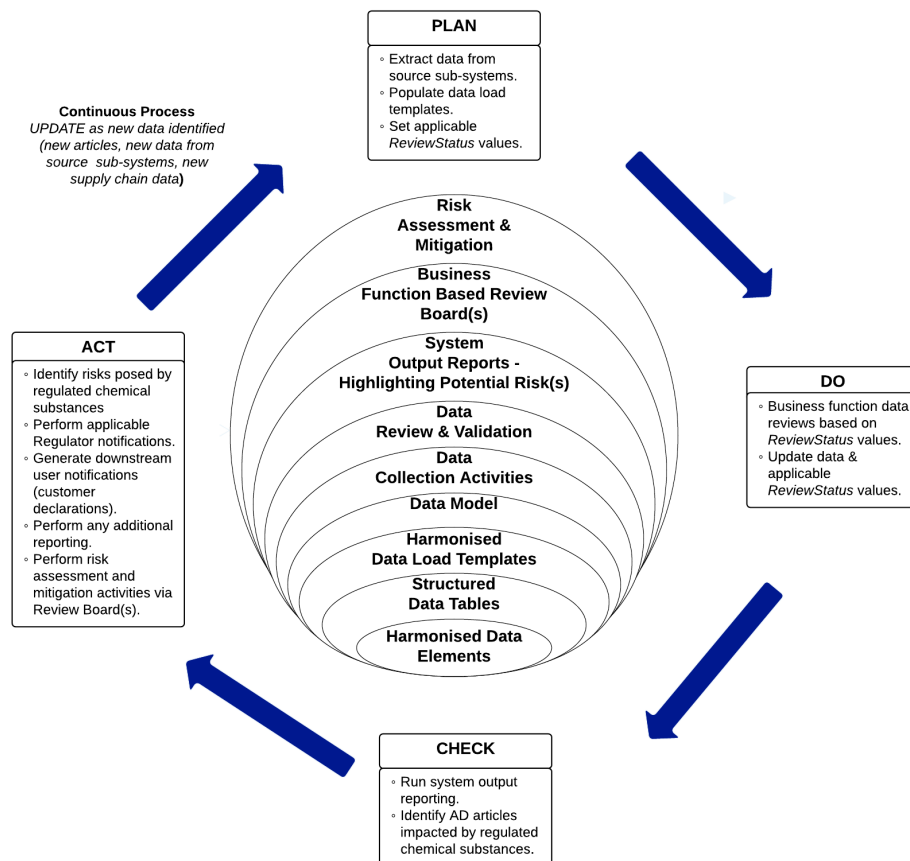 PLAN
◦ Extract data from
source sub-systems.
◦ Populate data load
templates.
◦ Set applicable
ReviewStatus values.
Continuous Process
UPDATE as new data identified
(new articles, new data from
source sub-systems, new
supply chain data)
Risk
Assessment &
Mitigation
Business
Function Based Review
Board(s)
System
Output Reports -
Highlighting Potential Risk(s)
Data
Review & Validation
Data
Collection Activities
Data Model
Harmonised
Data Load Templates
Structured
Data Tables
Harmonised Data
Elements
DO
◦ Business function data
reviews based on
ReviewStatus values.
◦ Update data &
applicable
ReviewStatus values.
CHECK
◦ Run system output
reporting.
◦ Identify AD articles
impacted by regulated
chemical substances.
ACT
◦ Identify risks posed by
regulated chemical
substances
◦ Perform applicable
Regulator notifications.
◦ Generate downstream
user notifications
(customer
declarations).
◦ Perform any additional
reporting.
◦ Perform risk
assessment and
mitigation activities via
Review Board(s).